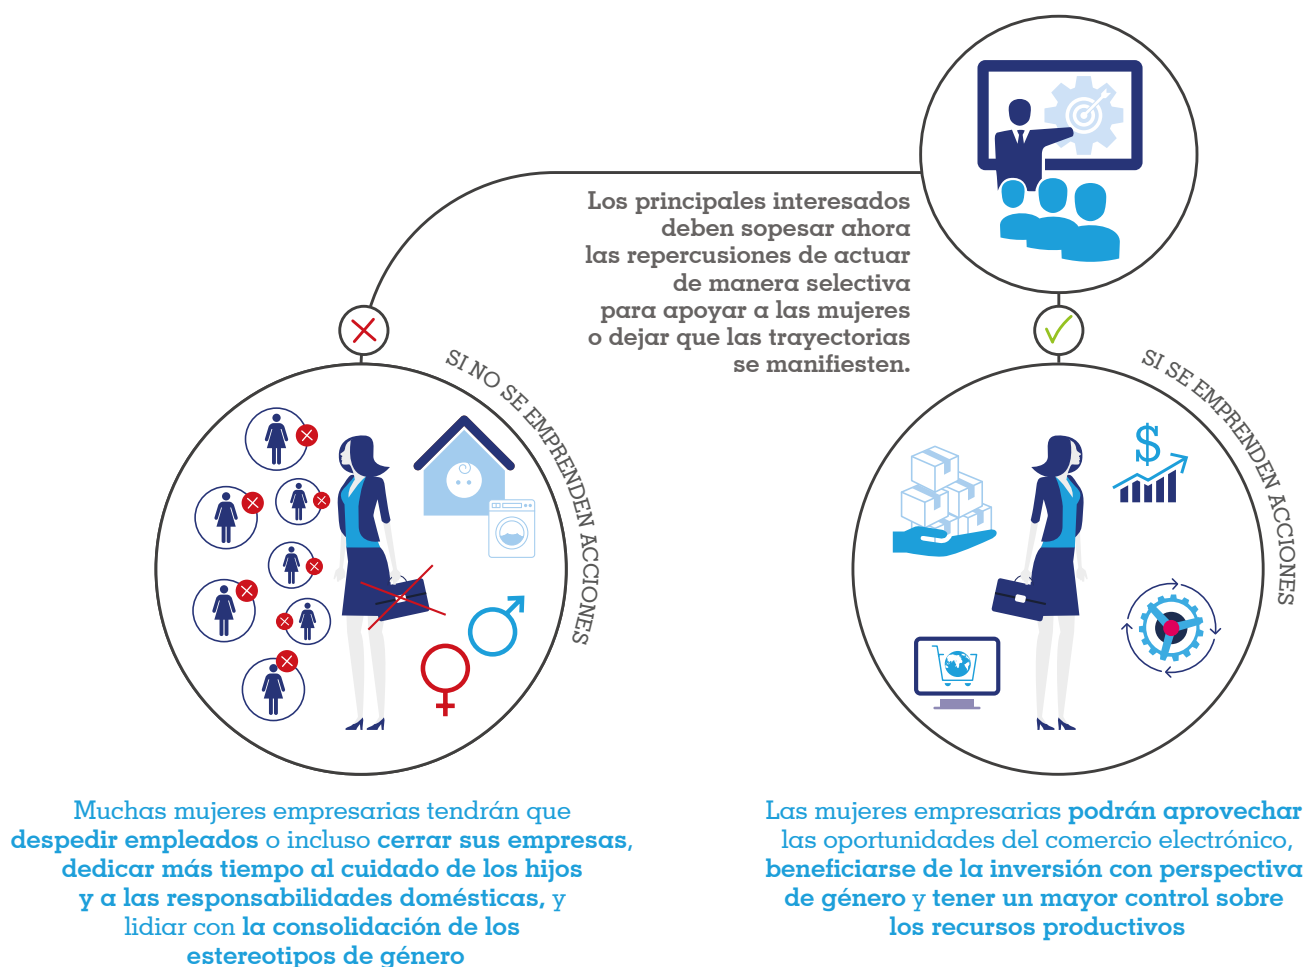 Los principales interesados
deben sopesar ahora
las repercusiones de actuar
de manera selectiva
para apoyar a las mujeres
o dejar que las trayectorias
se manifiesten.
SI NO SE EMPRENDEN ACCIONES
SI SE EMPRENDEN ACCIONES
$
Muchas mujeres empresarias tendrán que
despedir empleados o incluso cerrar sus empresas,
dedicar más tiempo al cuidado de los hijos
y a las responsabilidades domésticas, y
lidiar con la consolidación de los
estereotipos de género
Las mujeres empresarias podrán aprovechar
las oportunidades del comercio electrónico,
beneficiarse de la inversión con perspectiva
de género y tener un mayor control sobre
los recursos productivos